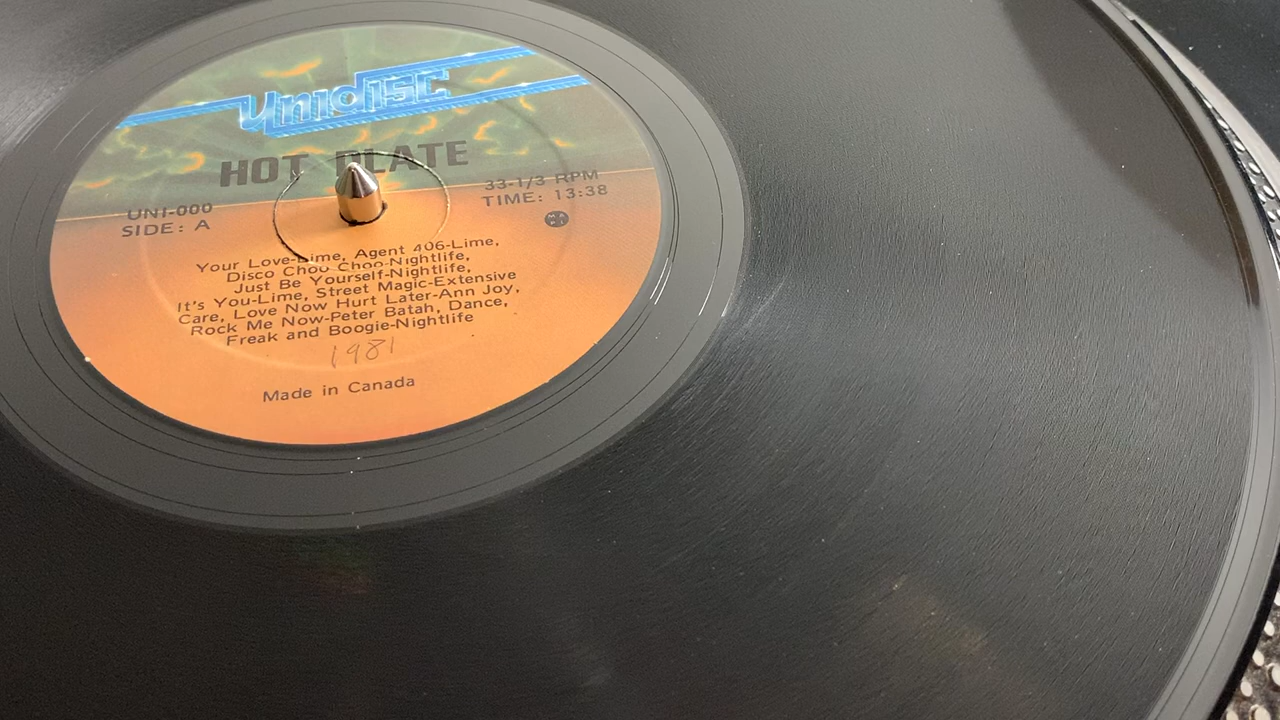 Unidisc
HOT PLATE
UNI-000
SIDE: A
33-1/3 RPM
TIME: 13:38
Your Love-Lime, Agent 406-Lime,
Disco Choo Choo-Nightlife,
Just Be Yourself-Nightlife,
It's You-Lime, Street Magic-Extensive
Care, Love Now Hurt Later-Ann Joy,
Rock Me Now-Peter Batah, Dance,
Freak and Boogie-Nightlife
1981
Made in Canada